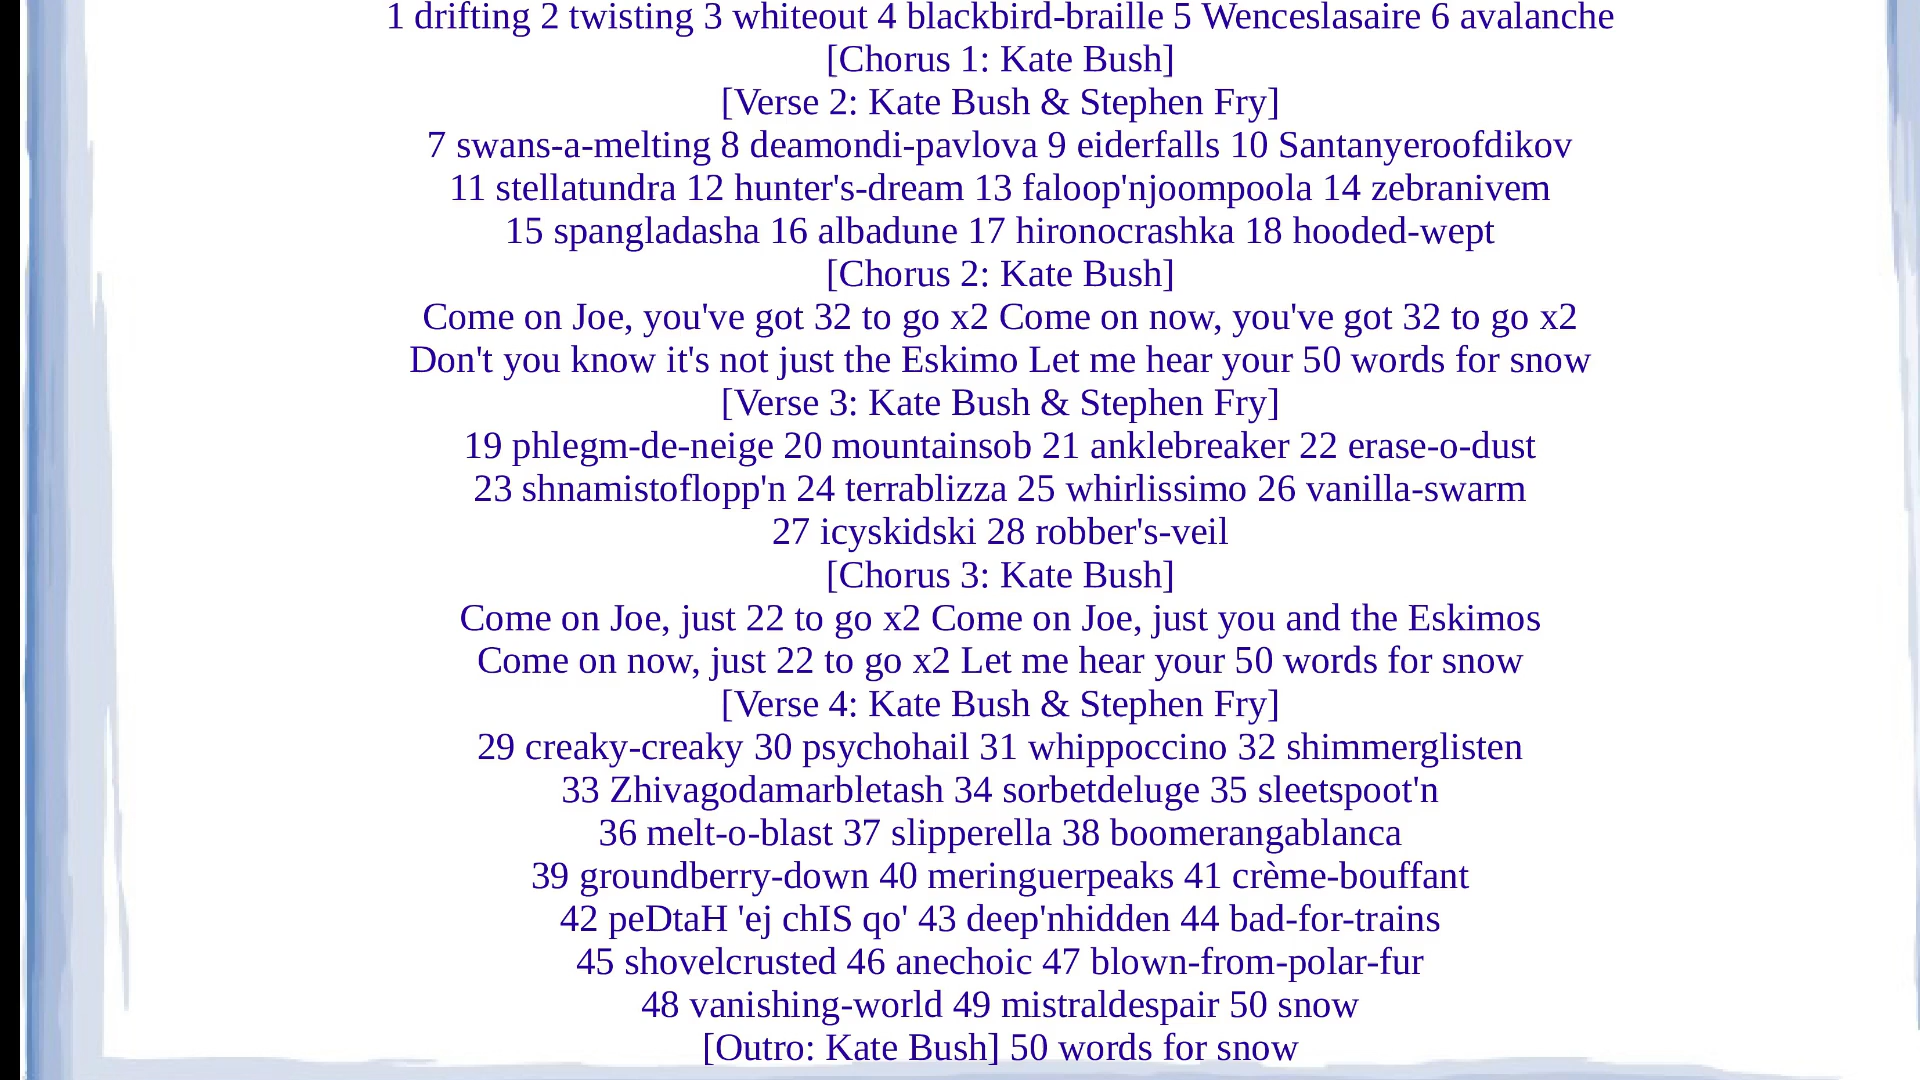 1 drifting 2 twisting 3 whiteout 4 blackbird-braille 5 Wenceslasaire 6 avalanche
[Chorus 1: Kate Bush]
[Verse 2: Kate Bush & Stephen Fry]
7 swans-a-melting 8 deamondi-pavlova 9 eiderfalls 10 Santanyeroofdikov
11 stellatundra 12 hunter's-dream 13 faloop'njoompoola 14 zebranivem
15 spangladasha 16 albadune 17 hironocrashka 18 hooded-wept
[Chorus 2: Kate Bush]
Come on Joe, you've got 32 to go x2 Come on now, you've got 32 to go x2
Don't you know it's not just the Eskimo Let me hear your 50 words for snow
[Verse 3: Kate Bush & Stephen Fry]
19 phlegm-de-neige 20 mountainsob 21 anklebreaker 22 erase-o-dust
23 shnamistoflopp'n 24 terrablizza 25 whirlissimo 26 vanilla-swarm
27 icyskidski 28 robber's-veil
[Chorus 3: Kate Bush]
Come on Joe, just 22 to go x2 Come on Joe, just you and the Eskimos
Come on now, just 22 to go x2 Let me hear your 50 words for snow
[Verse 4: Kate Bush & Stephen Fry]
29 creaky-creaky 30 psychohail 31 whippoccino 32 shimmerglisten
33 Zhivagodamarbletash 34 sorbetdeluge 35 sleetspoot'n
36 melt-o-blast 37 slipperella 38 boomerangablanca
39 groundberry-down 40 meringuerpeaks 41 crème-bouffant
42 peDtaH 'ej chIS qo' 43 deep'nhidden 44 bad-for-trains
45 shovelcrusted 46 anechoic 47 blown-from-polar-fur
48 vanishing-world 49 mistraldespair 50 snow
[Outro: Kate Bush] 50 words for snow